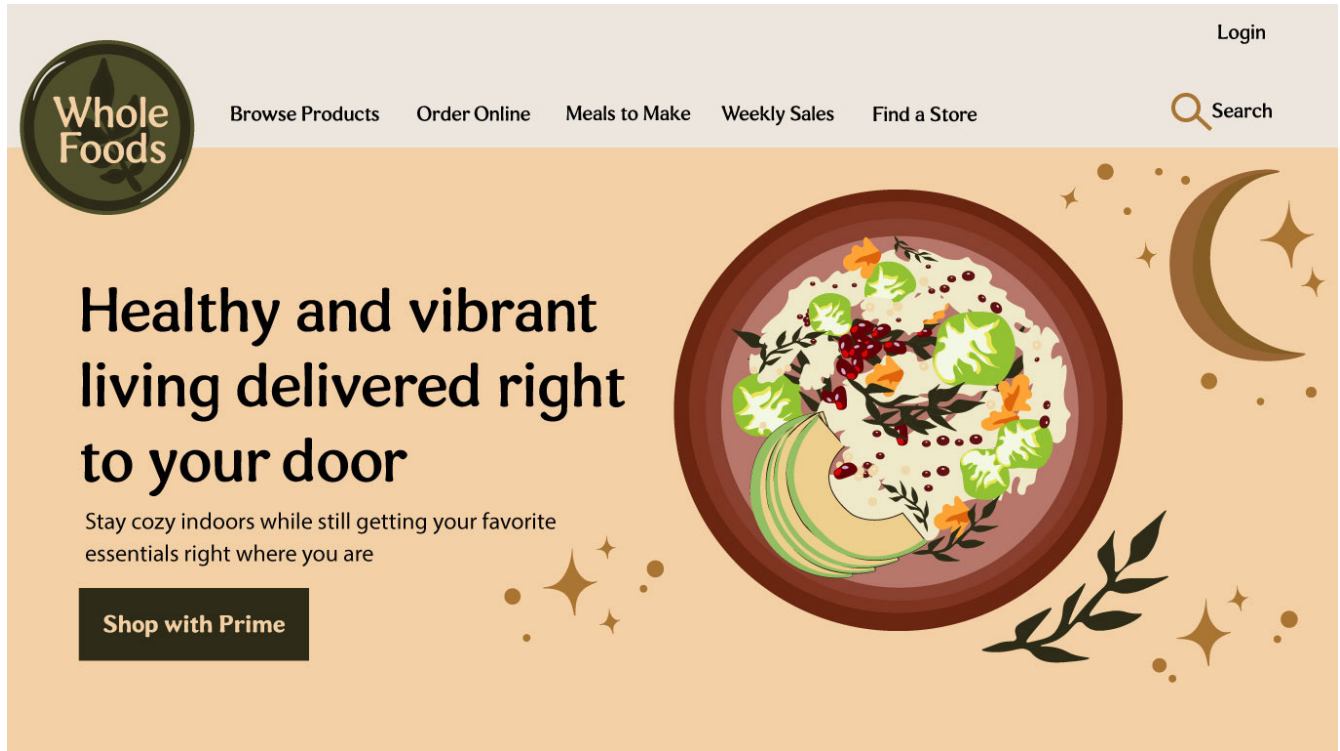 Login
Whole
Foods
Browse Products Order Online Meals to Make Weekly Sales Find a Store Search
Healthy and vibrant
living delivered right
to your door
Stay cozy indoors while still getting your favorite
essentials right where you are
Shop with Prime